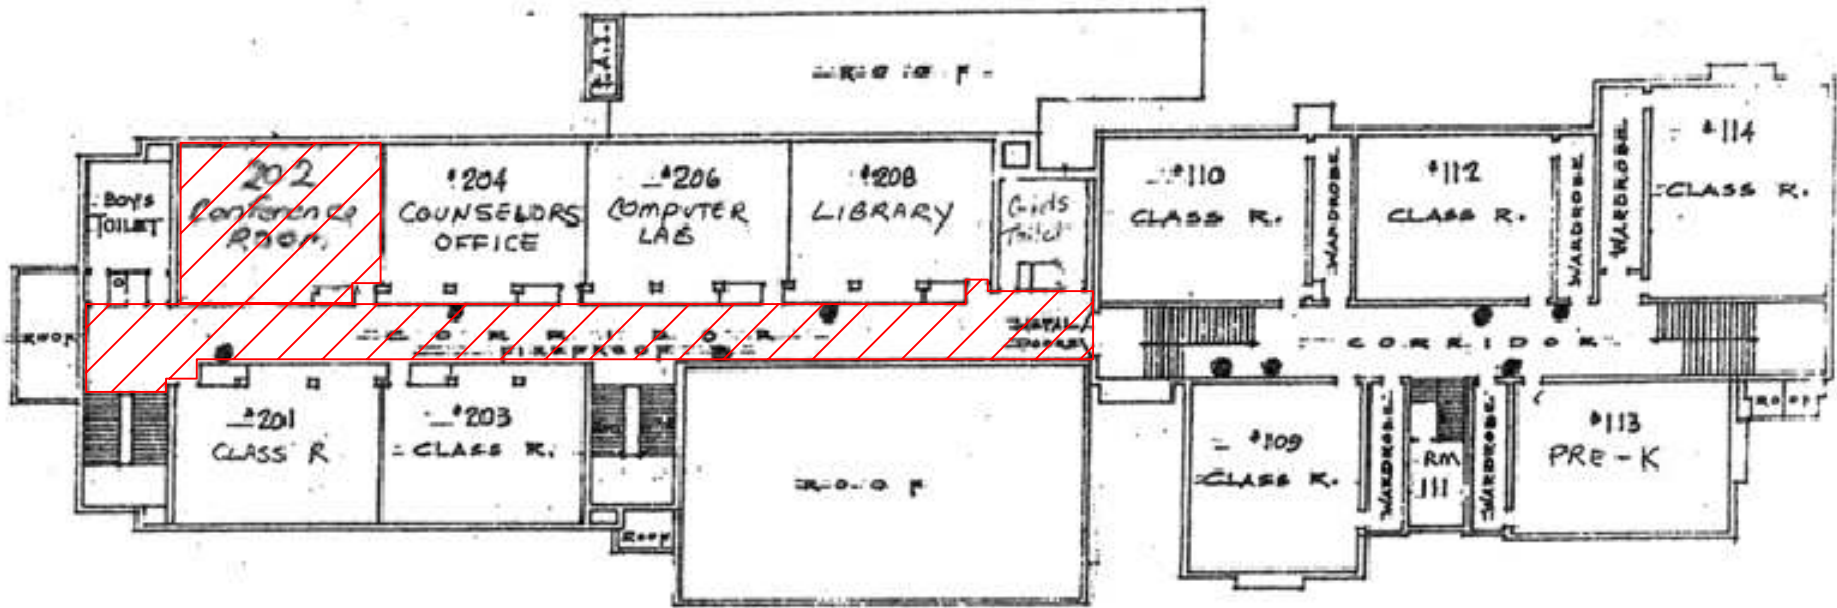 ROOF
BOYS
TOILET
202
Conference
Room
#204
COUNSELORS
OFFICE
#206
COMPUTER
LAB
#208
LIBRARY
Girls
Toilet
#110
CLASS R.
WARDROBE
#112
CLASS R.
WARDROBE
WARDROBE
#114
CLASS R.
ROOF
CORRIDOR
FIREPROOF
CORRIDOR
#201
CLASS R
#203
CLASS R.
ROOF
ROOF
#109
CLASS R.
WARDROBE
RM
111
WARDROBE
#113
PRE-K
ROOF